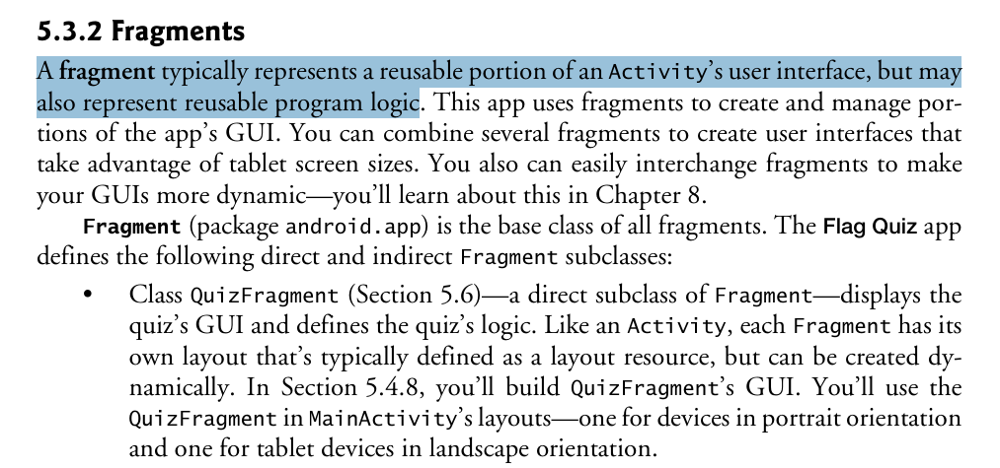 5.3.2 Fragments
A fragment typically represents a reusable portion of an Activity’s user interface, but may
also represent reusable program logic. This app uses fragments to create and manage por-
tions of the app’s GUI. You can combine several fragments to create user interfaces that
take advantage of tablet screen sizes. You also can easily interchange fragments to make
your GUIs more dynamic—you’ll learn about this in Chapter 8.
Fragment (package android.app) is the base class of all fragments. The Flag Quiz app
defines the following direct and indirect Fragment subclasses:
• Class QuizFragment (Section 5.6)—a direct subclass of Fragment—displays the
quiz’s GUI and defines the quiz’s logic. Like an Activity, each Fragment has its
own layout that’s typically defined as a layout resource, but can be created dy-
namically. In Section 5.4.8, you’ll build QuizFragment’s GUI. You’ll use the
QuizFragment in MainActivity’s layouts—one for devices in portrait orientation
and one for tablet devices in landscape orientation.